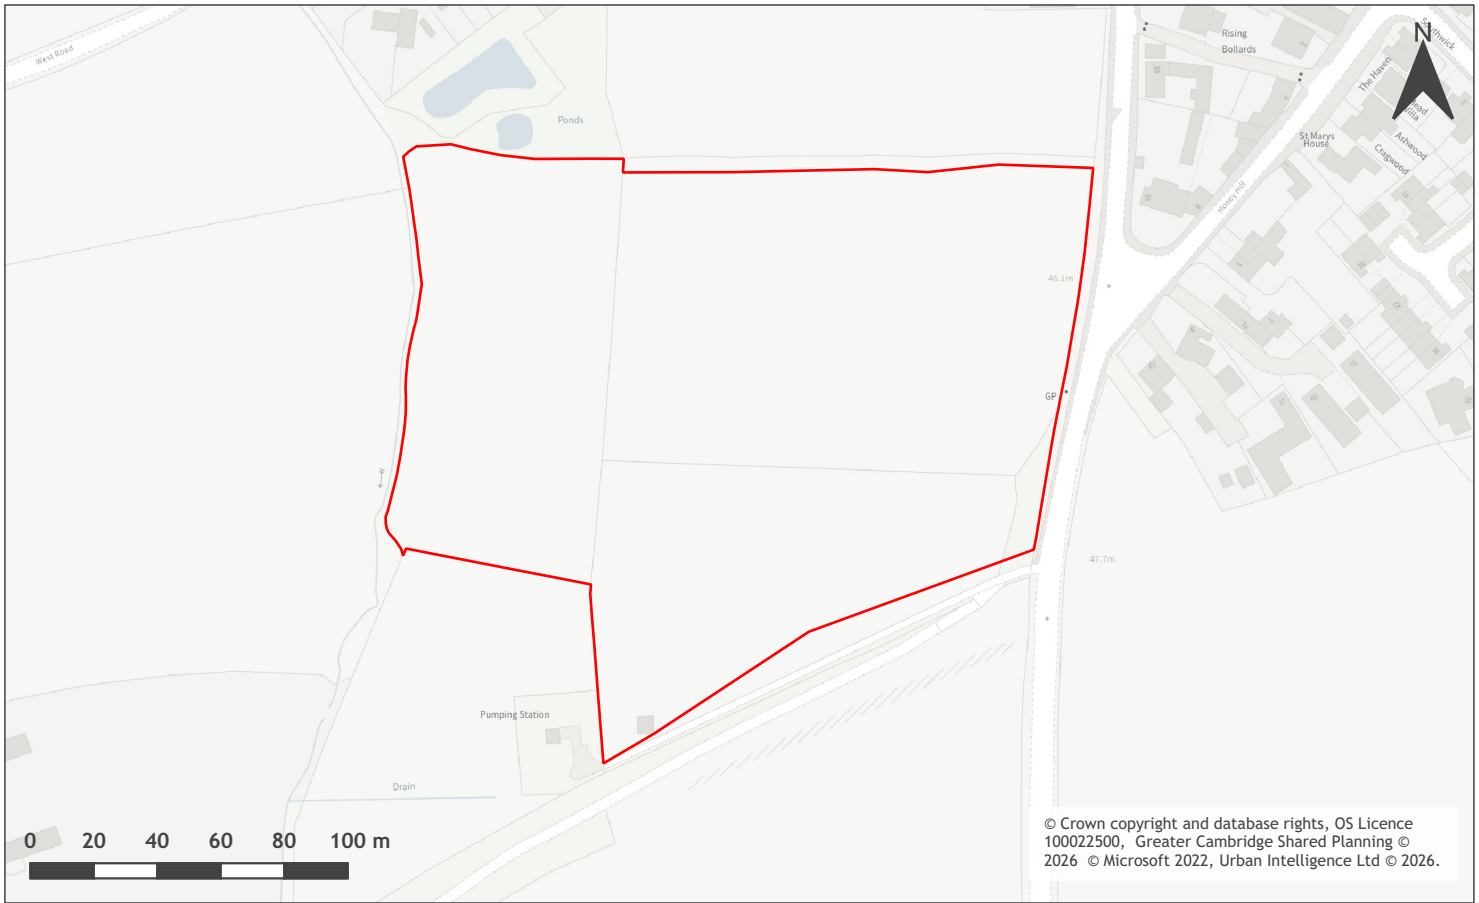 West Road
Ponds
Rising
Bollards
Southwick
N
The Haven
Villa
Ashwood
Cragwood
St Marys
House
Honey Hill
46.1m
GP
47.7m
Pumping Station
Drain
0 20 40 60 80 100 m
© Crown copyright and database rights, OS Licence
100022500, Greater Cambridge Shared Planning ©
2026 © Microsoft 2022, Urban Intelligence Ltd © 2026.